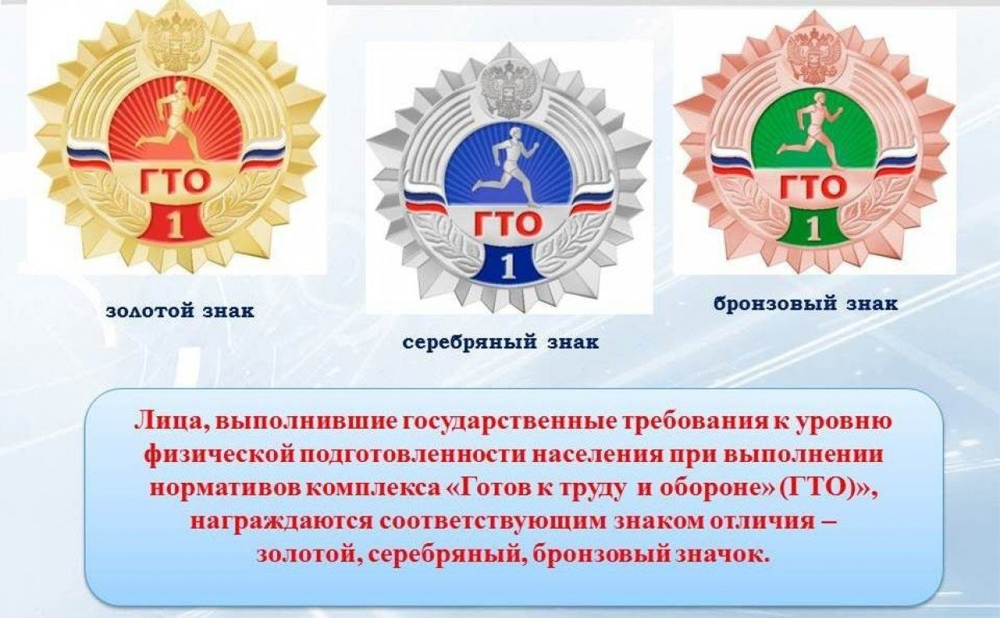 ГТО
1
золотой знак
ГТО
1
серебряный знак
ГТО
1
бронзовый знак
Лица, выполнившие государственные требования к уровню
физической подготовленности населения при выполнении
нормативов комплекса «Готов к труду и обороне» (ГТО)»,
награждаются соответствующим знаком отличия –
золотой, серебряный, бронзовый значок.